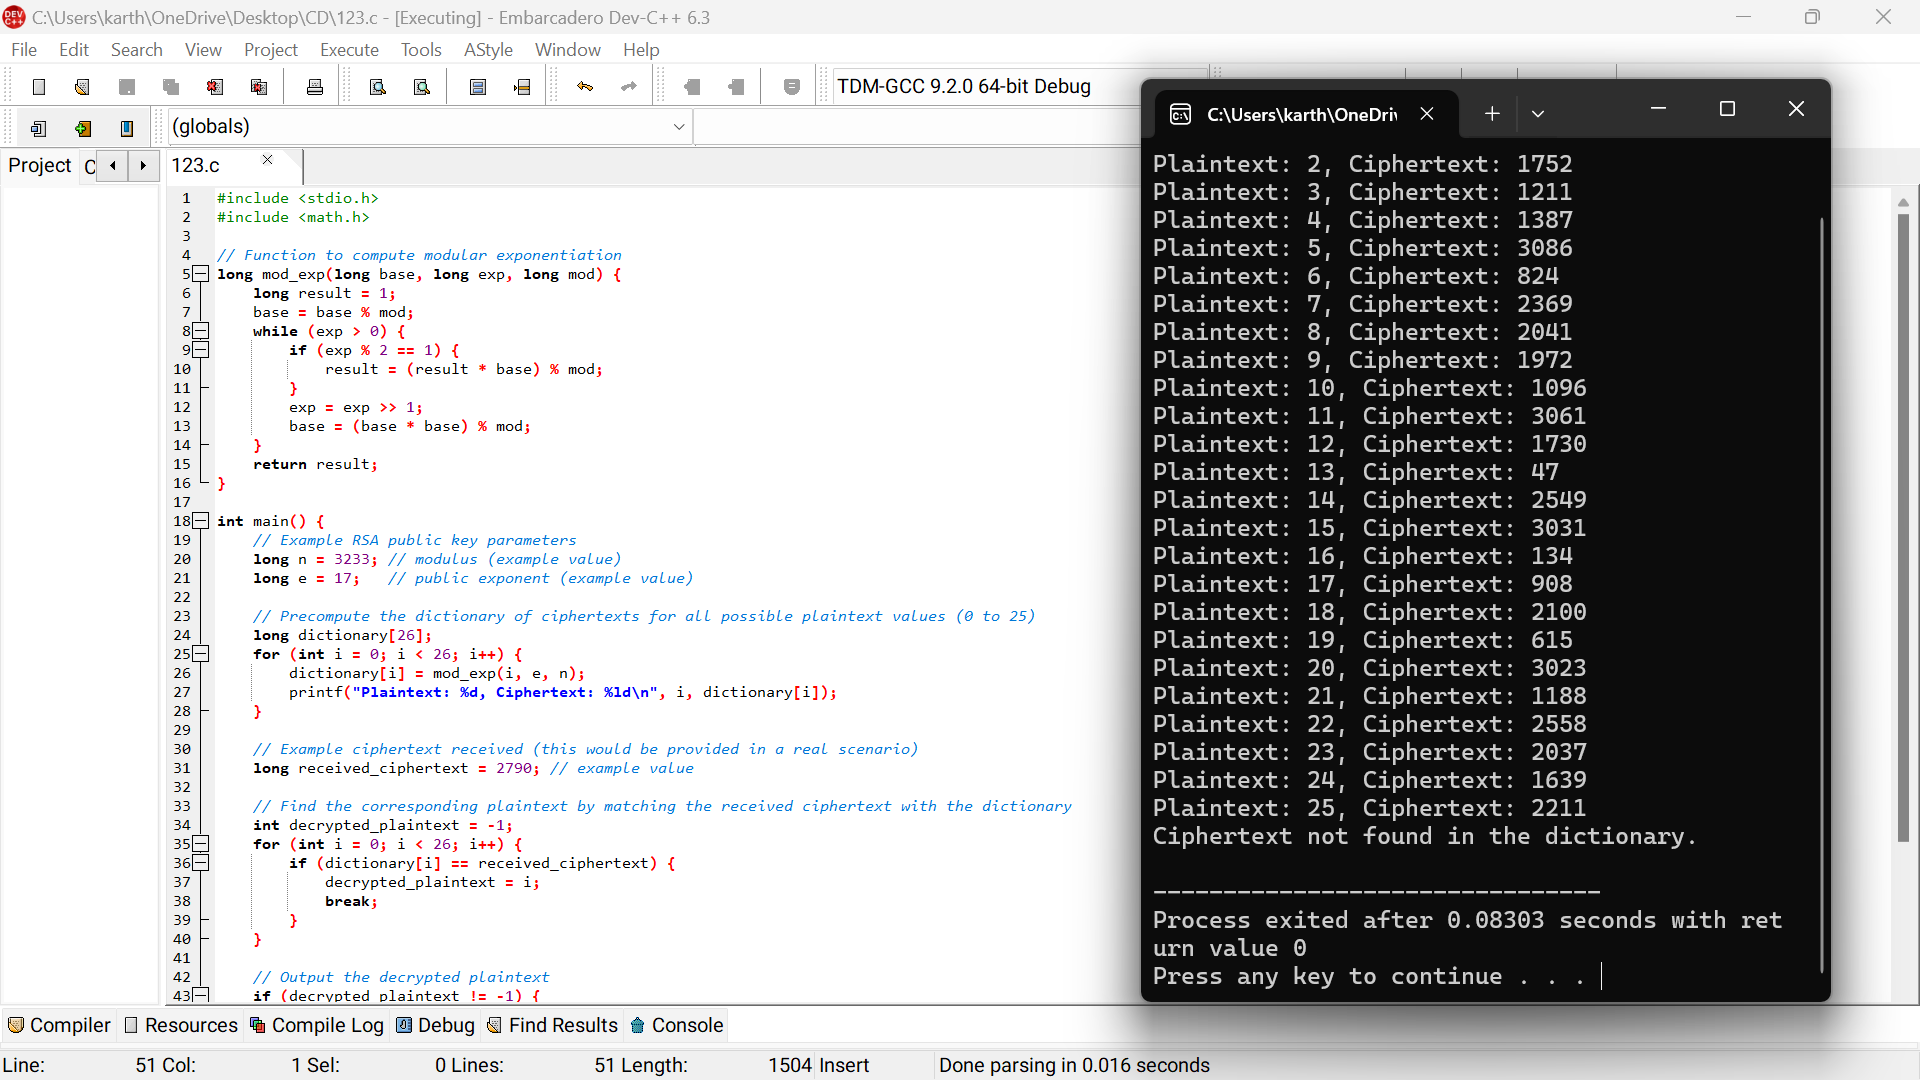 C:\Users\karth\OneDrive\Desktop\CD\123.c - [Executing] - Embarcadero Dev-C++ 6.3
File Edit Search View Project Execute Tools AStyle Window Help
TDM-GCC 9.2.0 64-bit Debug
(globals)
Project
123.c
1 #include <stdio.h>
2 #include <math.h>
3
4 // Function to compute modular exponentiation
5 long mod_exp(long base, long exp, long mod) {
6     long result = 1;
7     base = base % mod;
8     while (exp > 0) {
9         if (exp % 2 == 1) {
10             result = (result * base) % mod;
11         }
12         exp = exp >> 1;
13         base = (base * base) % mod;
14     }
15     return result;
16 }
17
18 int main() {
19     // Example RSA public key parameters
20     long n = 3233; // modulus (example value)
21     long e = 17;   // public exponent (example value)
22
23     // Precompute the dictionary of ciphertexts for all possible plaintext values (0 to 25)
24     long dictionary[26];
25     for (int i = 0; i < 26; i++) {
26         dictionary[i] = mod_exp(i, e, n);
27         printf("Plaintext: %d, Ciphertext: %ld\n", i, dictionary[i]);
28     }
29
30     // Example ciphertext received (this would be provided in a real scenario)
31     long received_ciphertext = 2790; // example value
32
33     // Find the corresponding plaintext by matching the received ciphertext with the dictionary
34     int decrypted_plaintext = -1;
35     for (int i = 0; i < 26; i++) {
36         if (dictionary[i] == received_ciphertext) {
37             decrypted_plaintext = i;
38             break;
39         }
40     }
41
42     // Output the decrypted plaintext
43     if (decrypted_plaintext != -1) {
C:\Users\karth\OneDri
Plaintext: 2, Ciphertext: 1752
Plaintext: 3, Ciphertext: 1211
Plaintext: 4, Ciphertext: 1387
Plaintext: 5, Ciphertext: 3086
Plaintext: 6, Ciphertext: 824
Plaintext: 7, Ciphertext: 2369
Plaintext: 8, Ciphertext: 2041
Plaintext: 9, Ciphertext: 1972
Plaintext: 10, Ciphertext: 1096
Plaintext: 11, Ciphertext: 3061
Plaintext: 12, Ciphertext: 1730
Plaintext: 13, Ciphertext: 47
Plaintext: 14, Ciphertext: 2549
Plaintext: 15, Ciphertext: 3031
Plaintext: 16, Ciphertext: 134
Plaintext: 17, Ciphertext: 908
Plaintext: 18, Ciphertext: 2100
Plaintext: 19, Ciphertext: 615
Plaintext: 20, Ciphertext: 3023
Plaintext: 21, Ciphertext: 1188
Plaintext: 22, Ciphertext: 2558
Plaintext: 23, Ciphertext: 2037
Plaintext: 24, Ciphertext: 1639
Plaintext: 25, Ciphertext: 2211
Ciphertext not found in the dictionary.
--------------------------------
Process exited after 0.08303 seconds with ret
urn value 0
Press any key to continue . . .
Compiler Resources Compile Log Debug Find Results Console
Line: 51 Col: 1 Sel: 0 Lines: 51 Length: 1504 Insert Done parsing in 0.016 seconds